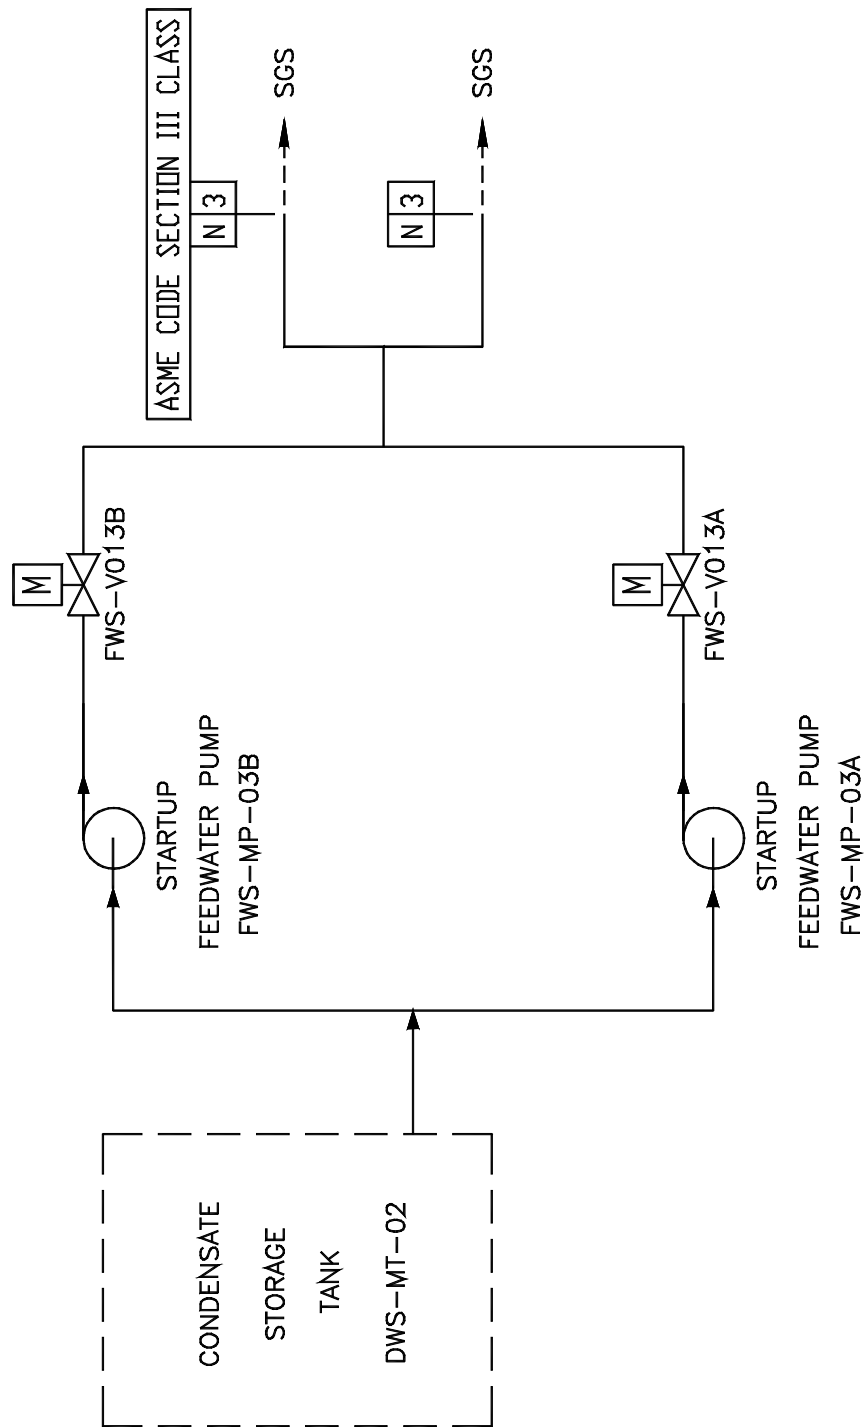 CONDENSATE
STORAGE
TANK
DWS-MT-02
STARTUP
FEEDWATER PUMP
FWS-MP-03B
M
FWS-V013B
STARTUP
FEEDWATER PUMP
FWS-MP-03A
M
FWS-V013A
ASME CODE SECTION III CLASS
N 3
SGS
N 3
SGS